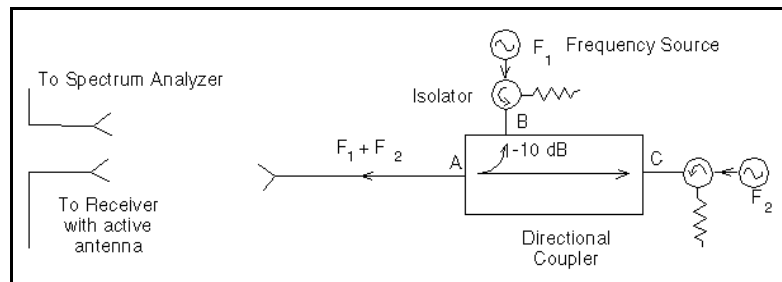 F1 Frequency Source
To Spectrum Analyzer
Isolator
B
F1 + F2
A
-10 dB
C
To Receiver
with active
antenna
F2
Directional
Coupler